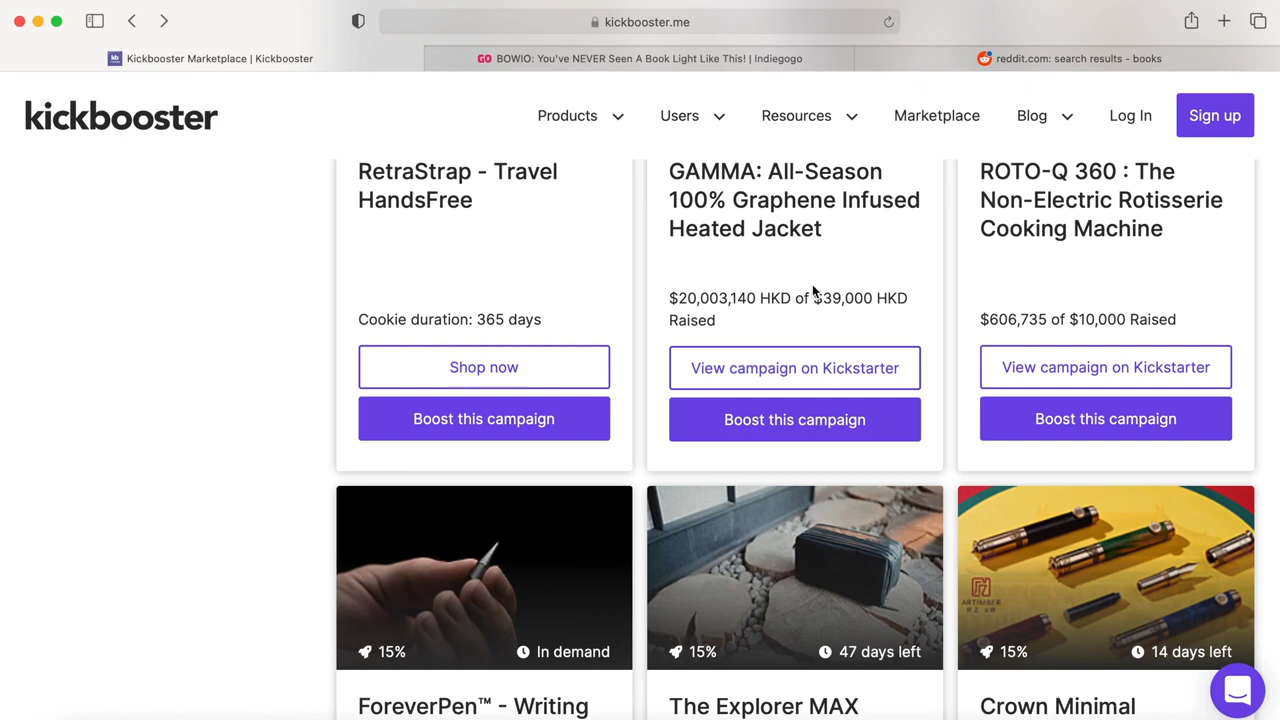 kickbooster.me
kb
Kickbooster Marketplace | Kickbooster
GO BOWIO: You've NEVER Seen A Book Light Like This! | Indiegogo
reddit.com: search results - books
kickbooster
Products
Users
Resources
Marketplace
Blog
Log In
Sign up
RetraStrap - Travel
HandsFree
Cookie duration: 365 days
Shop now
Boost this campaign
GAMMA: All-Season
100% Graphene Infused
Heated Jacket
$20,003,140 HKD of $39,000 HKD
Raised
View campaign on Kickstarter
Boost this campaign
ROTO-Q 360 : The
Non-Electric Rotisserie
Cooking Machine
$606,735 of $10,000 Raised
View campaign on Kickstarter
Boost this campaign
15%
In demand
ForeverPen™ - Writing
15%
47 days left
The Explorer MAX
ARTIMBER
15%
14 days left
Crown Minimal